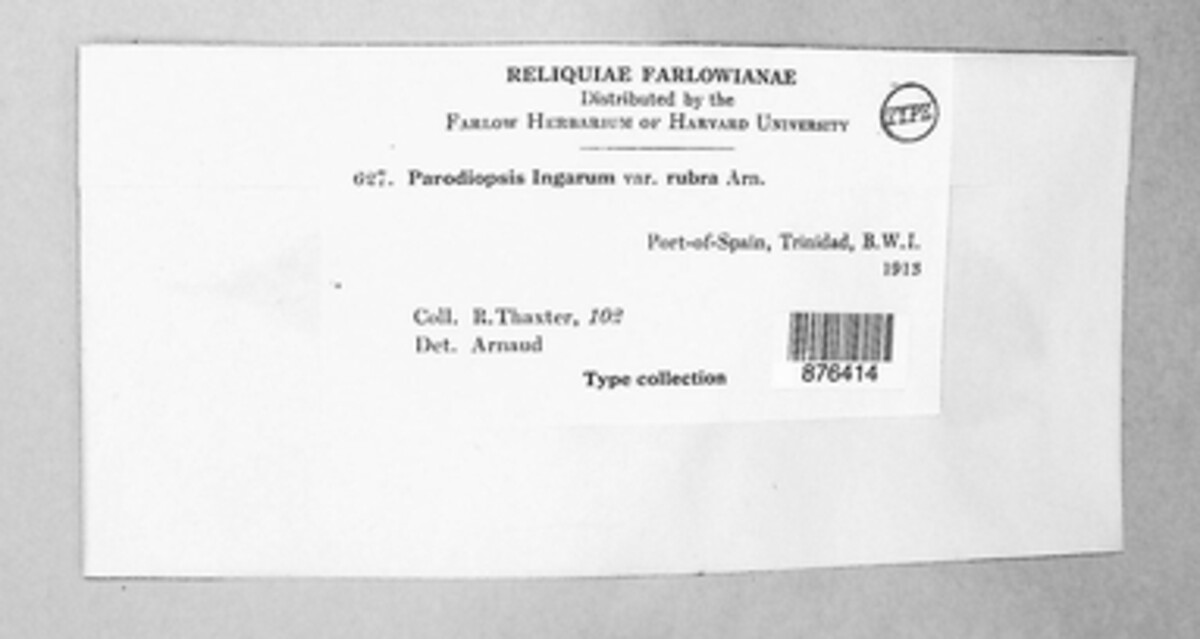 RELIQUIAE FARLOWIANAE
Distributed by the
FARLOW HERBARIUM OF HARVARD UNIVERSITY
TYPE
627. Parodiopsis Ingarum var. rubra Arn.
Port-of-Spain, Trinidad, B.W.I.
1913
Coll. R. Thaxter, 102
Det. Arnaud
Type collection
876414